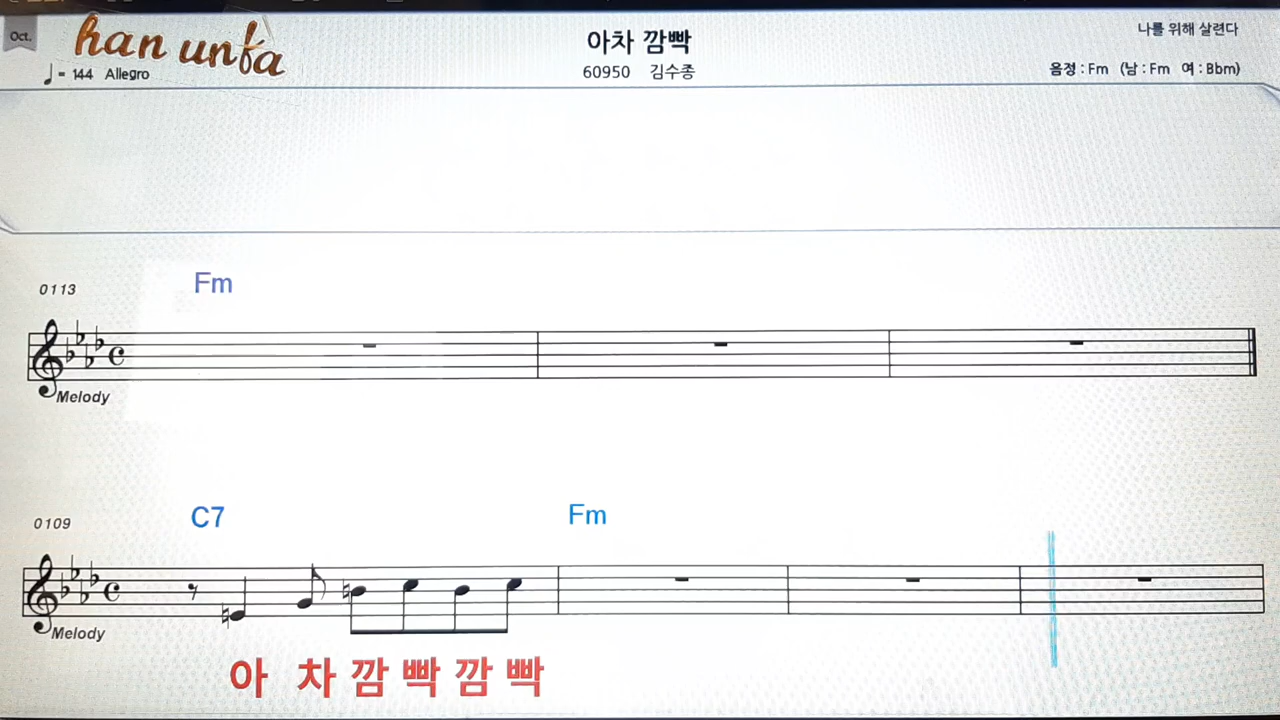 Oct.
han unfa
= 144 Allegro
아차 깜빡
60950 김수종
나를 위해 살련다
음정 : Fm (남 : Fm 여 : Bbm)
0113
Fm
Melody
0109
C7 Fm
Melody
아 차 깜 빡 깜 빡